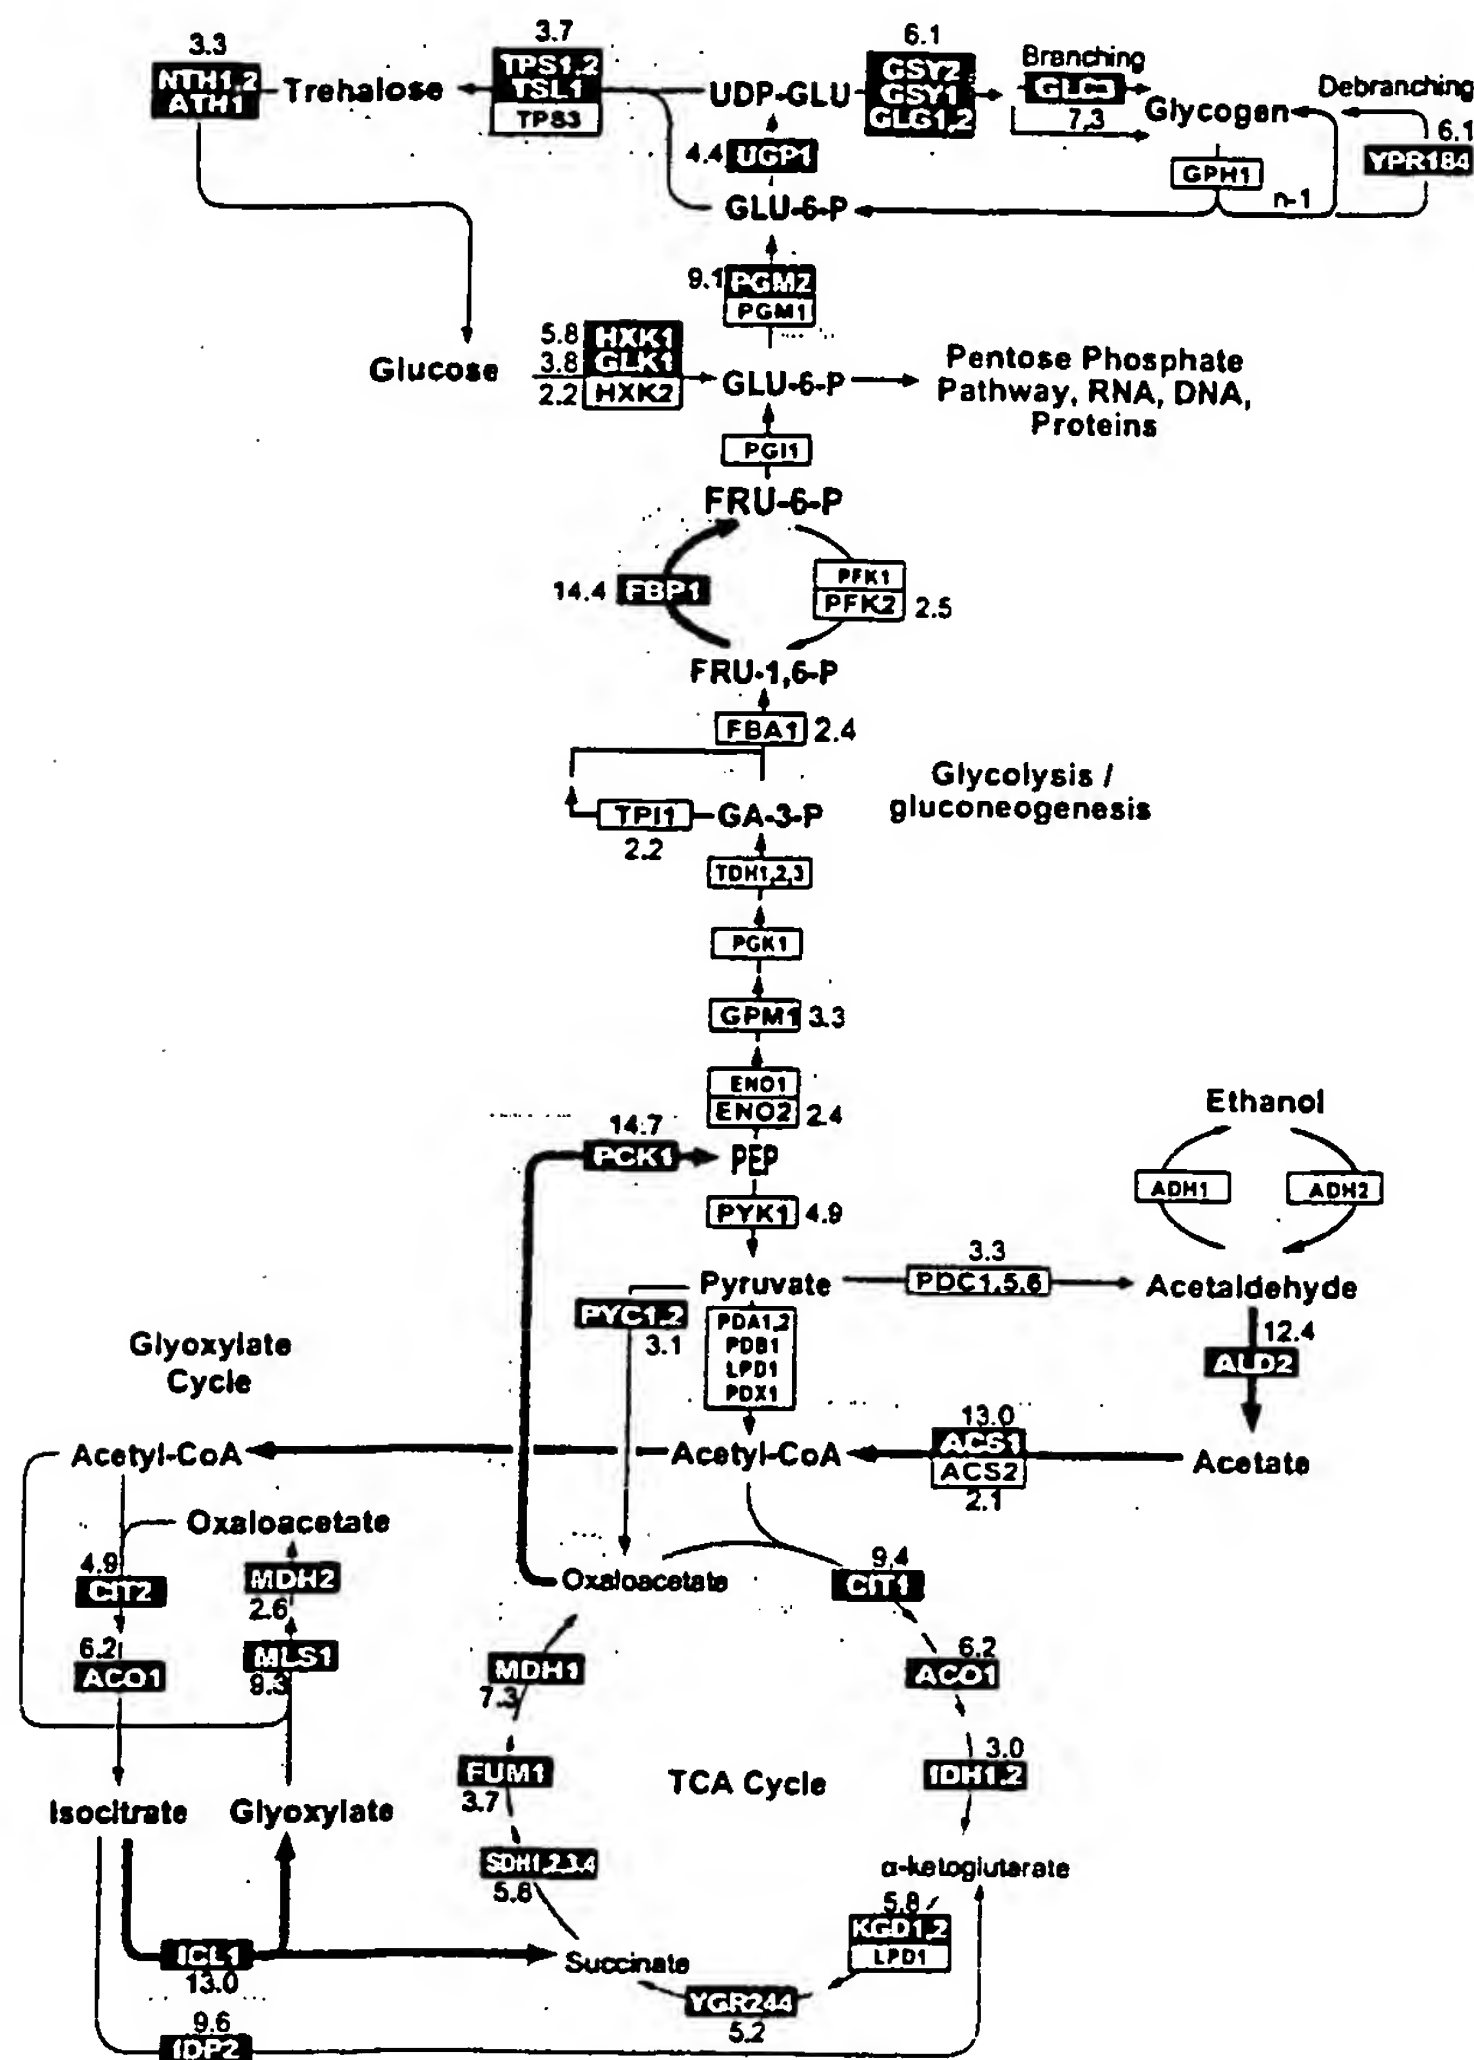 3.3
NTH1,2
ATH1
Trehalose
3.7
TPS1,2
TSL1
TPS3
UDP-GLU
6.1
GSY2
GSY1
GLG1,2
Branching
GLC3
7.3
Glycogen
Debranching
6.1
YPR184
GPH1
n-1
4.4 UGP1
GLU-6-P
9.1 PGM2
PGM1
Glucose
5.8 HXK1
3.8 GLK1
2.2 HXK2
GLU-6-P
Pentose Phosphate
Pathway, RNA, DNA,
Proteins
PGI1
FRU-6-P
14.4 FBP1
PFK1
PFK2 2.5
FRU-1,6-P
FBA1 2.4
Glycolysis /
gluconeogenesis
TPI1
2.2
GA-3-P
TDH1,2,3
PGK1
GPM1 3.3
ENO1
ENO2 2.4
14.7
PCK1
PEP
PYK1 4.9
Ethanol
ADH1
ADH2
Pyruvate
3.3
PDC1,5,6
Acetaldehyde
PYC1,2
3.1
PDA1,2
PDB1
LPD1
PDX1
12.4
ALD2
Glyoxylate
Cycle
Acetyl-CoA
Acetyl-CoA
13.0
ACS1
ACS2
2.1
Acetate
Oxaloacetate
4.9
CIT2
MDH2
2.6
6.2
ACO1
MLS1
9.3
Oxaloacetate
9.4
CIT1
MDH1
7.3
6.2
ACO1
FUM1
3.7
TCA Cycle
3.0
IDH1,2
Isocitrate
Glyoxylate
SDH1,2,3,4
5.8
α-ketoglutarate
5.8
KGD1,2
LPD1
ICL1
13.0
Succinate
YGR244
5.2
9.6
IDP2